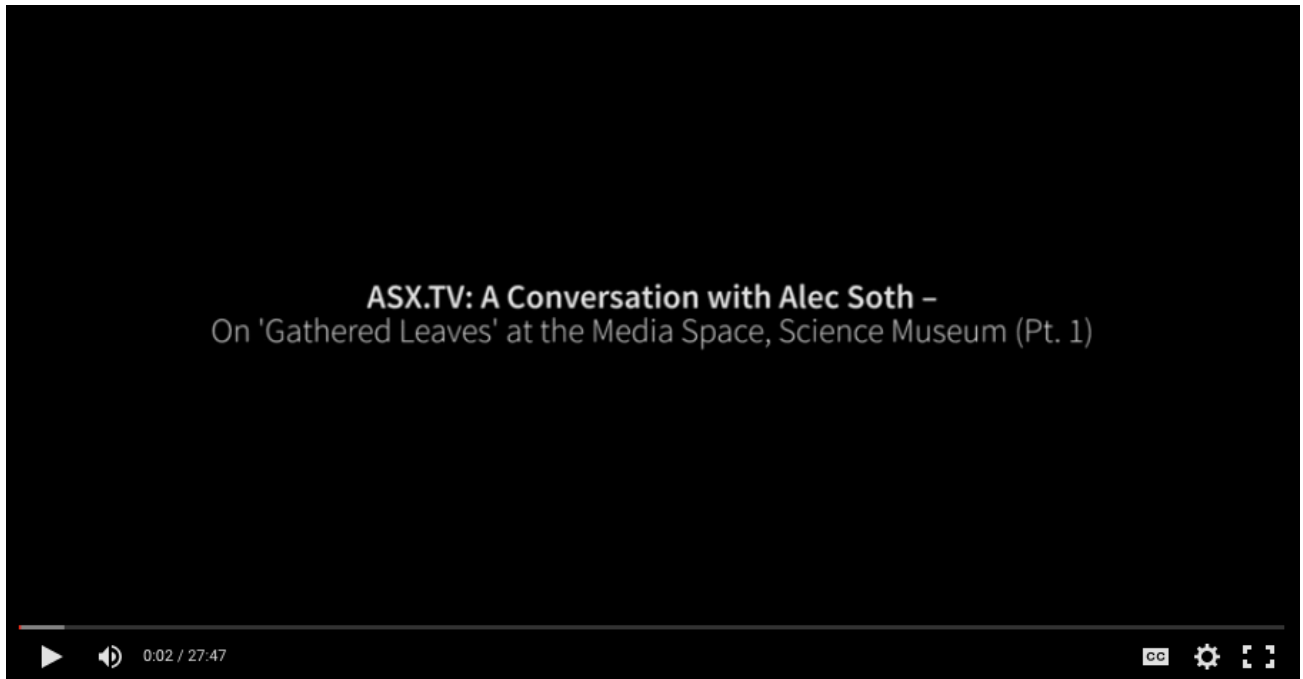 ASX.TV: A Conversation with Alec Soth –
On 'Gathered Leaves' at the Media Space, Science Museum (Pt. 1)
0:02 / 27:47
CC